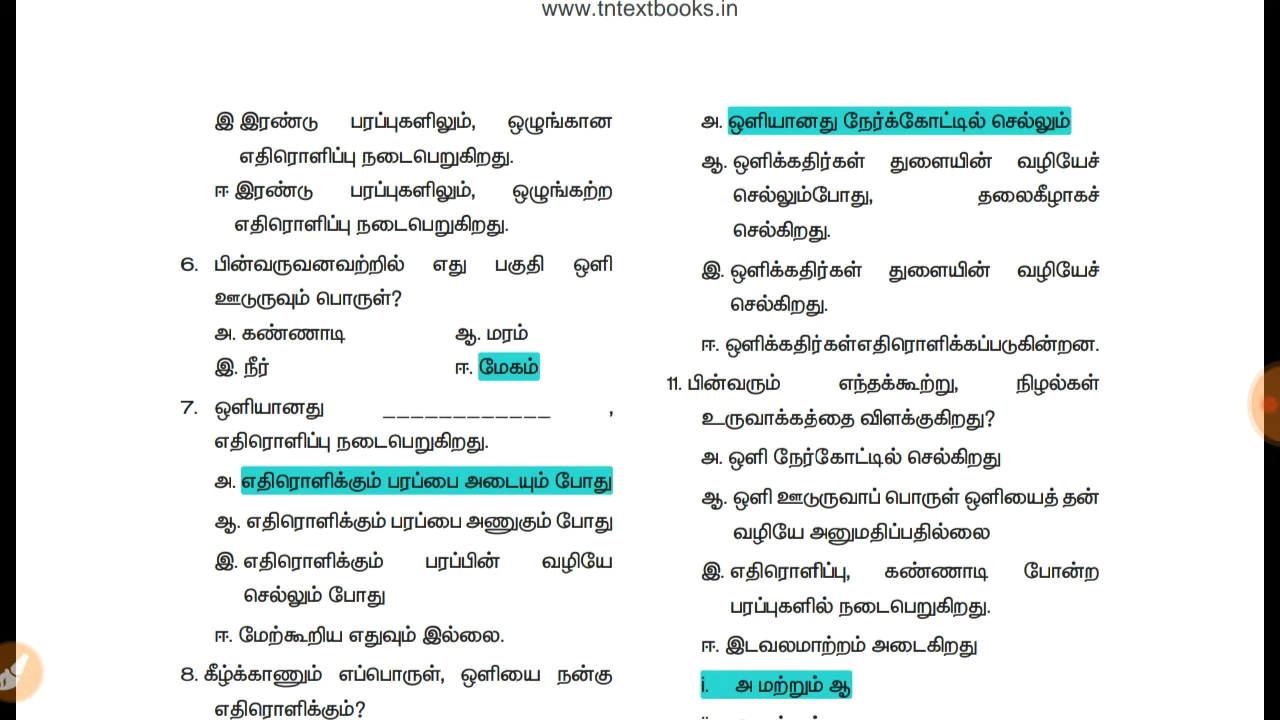 www.tntextbooks.in
இ இரண்டு பரப்புகளிலும், ஒழுங்கான
எதிரொளிப்பு நடைபெறுகிறது.
ஈ இரண்டு பரப்புகளிலும், ஒழுங்கற்ற
எதிரொளிப்பு நடைபெறுகிறது.
6. பின்வருவனவற்றில் எது பகுதி ஒளி
ஊடுருவும் பொருள்?
அ. கண்ணாடி ஆ. மரம்
இ. நீர் ஈ. மேகம்
7. ஒளியானது ____________ ,
எதிரொளிப்பு நடைபெறுகிறது.
அ. எதிரொளிக்கும் பரப்பை அடையும் போது
ஆ. எதிரொளிக்கும் பரப்பை அணுகும் போது
இ. எதிரொளிக்கும் பரப்பின் வழியே
செல்லும் போது
ஈ. மேற்கூறிய எதுவும் இல்லை.
8. கீழ்க்காணும் எப்பொருள், ஒளியை நன்கு
எதிரொளிக்கும்?
அ. ஒளியானது நேர்க்கோட்டில் செல்லும்
ஆ. ஒளிக்கதிர்கள் துளையின் வழியேச்
செல்லும்போது, தலைகீழாகச்
செல்கிறது.
இ. ஒளிக்கதிர்கள் துளையின் வழியேச்
செல்கிறது.
ஈ. ஒளிக்கதிர்கள்எதிரொளிக்கப்படுகின்றன.
11. பின்வரும் எந்தக்கூற்று, நிழல்கள்
உருவாக்கத்தை விளக்குகிறது?
அ. ஒளி நேர்கோட்டில் செல்கிறது
ஆ. ஒளி ஊடுருவாப் பொருள் ஒளியைத் தன்
வழியே அனுமதிப்பதில்லை
இ. எதிரொளிப்பு, கண்ணாடி போன்ற
பரப்புகளில் நடைபெறுகிறது.
ஈ. இடவலமாற்றம் அடைகிறது
i. அ மற்றும் ஆ